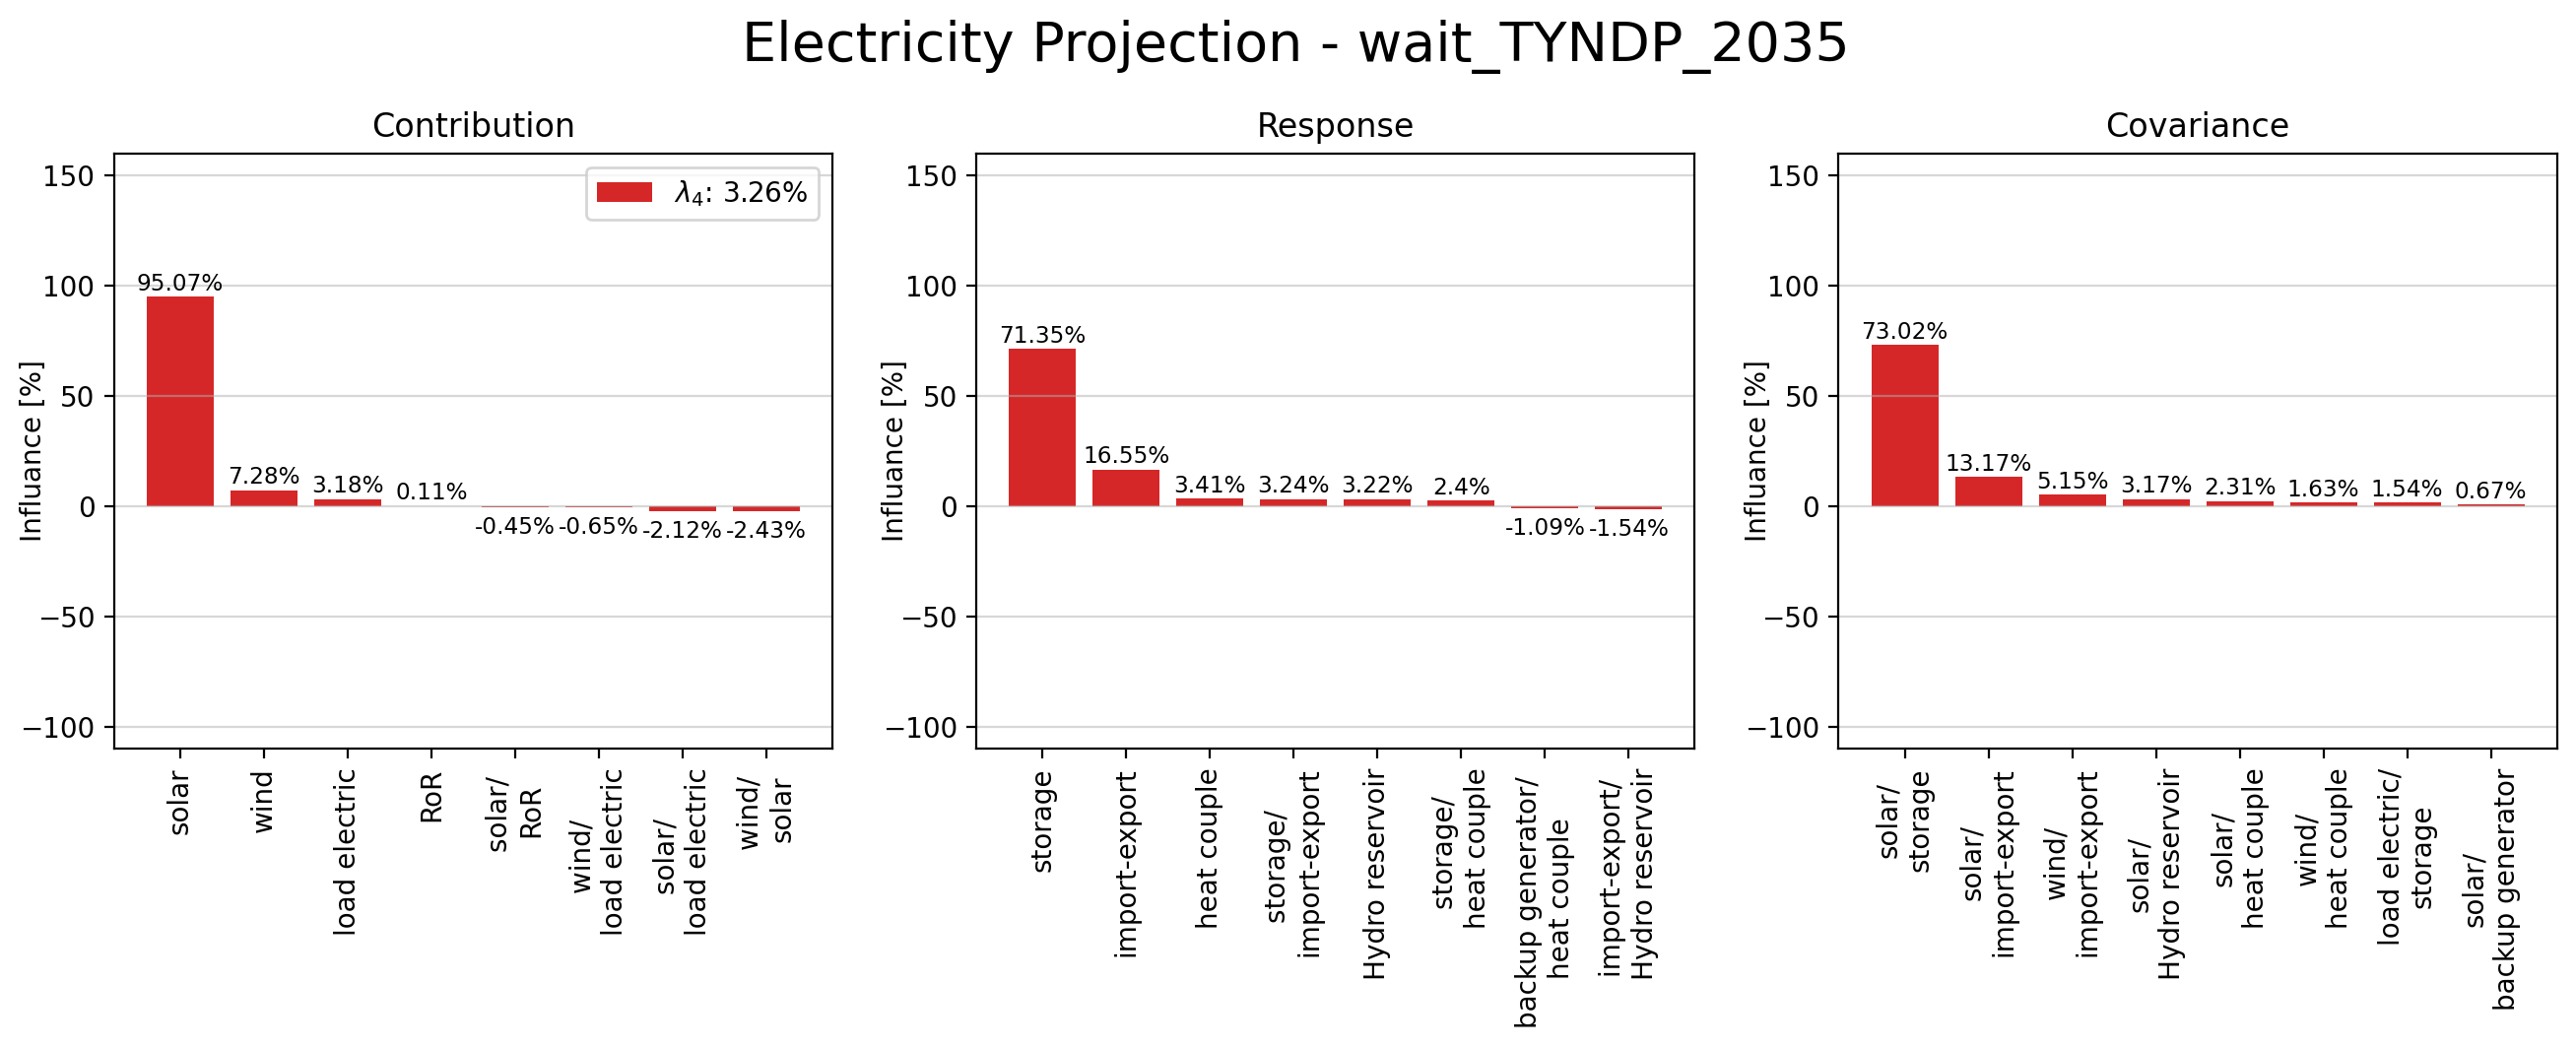 Electricity Projection - wait_TYNDP_2035
Contribution
λ4: 3.26%
Influance [%]
150
100
50
0
−50
−100
95.07%
7.28%
3.18%
0.11%
-0.45%
-0.65%
-2.12%
-2.43%
solar
wind
load electric
RoR
solar/
RoR
wind/
load electric
solar/
load electric
wind/
solar
Response
Influance [%]
150
100
50
0
−50
−100
71.35%
16.55%
3.41%
3.24%
3.22%
2.4%
-1.09%
-1.54%
storage
import-export
heat couple
storage/
import-export
Hydro reservoir
storage/
heat couple
backup generator/
heat couple
import-export/
Hydro reservoir
Covariance
Influance [%]
150
100
50
0
−50
−100
73.02%
13.17%
5.15%
3.17%
2.31%
1.63%
1.54%
0.67%
solar/
storage
solar/
import-export
wind/
import-export
solar/
Hydro reservoir
solar/
heat couple
wind/
heat couple
load electric/
storage
solar/
backup generator